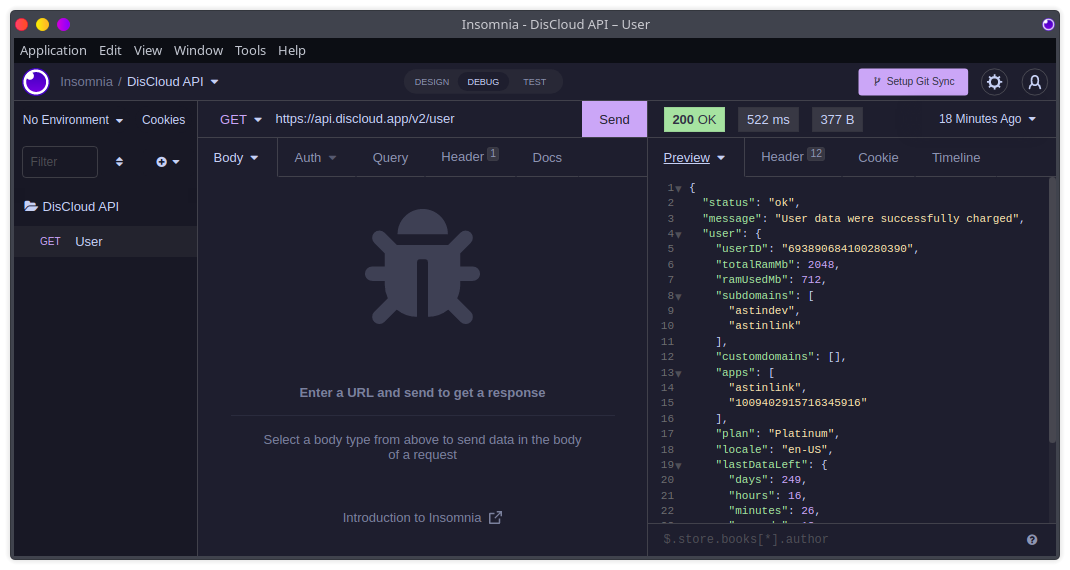 Insomnia - DisCloud API – User
Application Edit View Window Tools Help
Insomnia / DisCloud API DESIGN DEBUG TEST Setup Git Sync
No Environment Cookies
Filter
DisCloud API
GET User
GET https://api.discloud.app/v2/user Send
Body Auth Query Header 1 Docs
Enter a URL and send to get a response
Select a body type from above to send data in the body
of a request
Introduction to Insomnia
200 OK 522 ms 377 B 18 Minutes Ago
Preview Header 12 Cookie Timeline
1 {
2 "status": "ok",
3 "message": "User data were successfully charged",
4 "user": {
5 "userID": "693890684100280390",
6 "totalRamMb": 2048,
7 "ramUsedMb": 712,
8 "subdomains": [
9 "astindev",
10 "astinlink"
11 ],
12 "customdomains": [],
13 "apps": [
14 "astinlink",
15 "1009402915716345916"
16 ],
17 "plan": "Platinum",
18 "locale": "en-US",
19 "lastDataLeft": {
20 "days": 249,
21 "hours": 16,
22 "minutes": 26,
$.store.books[*].author